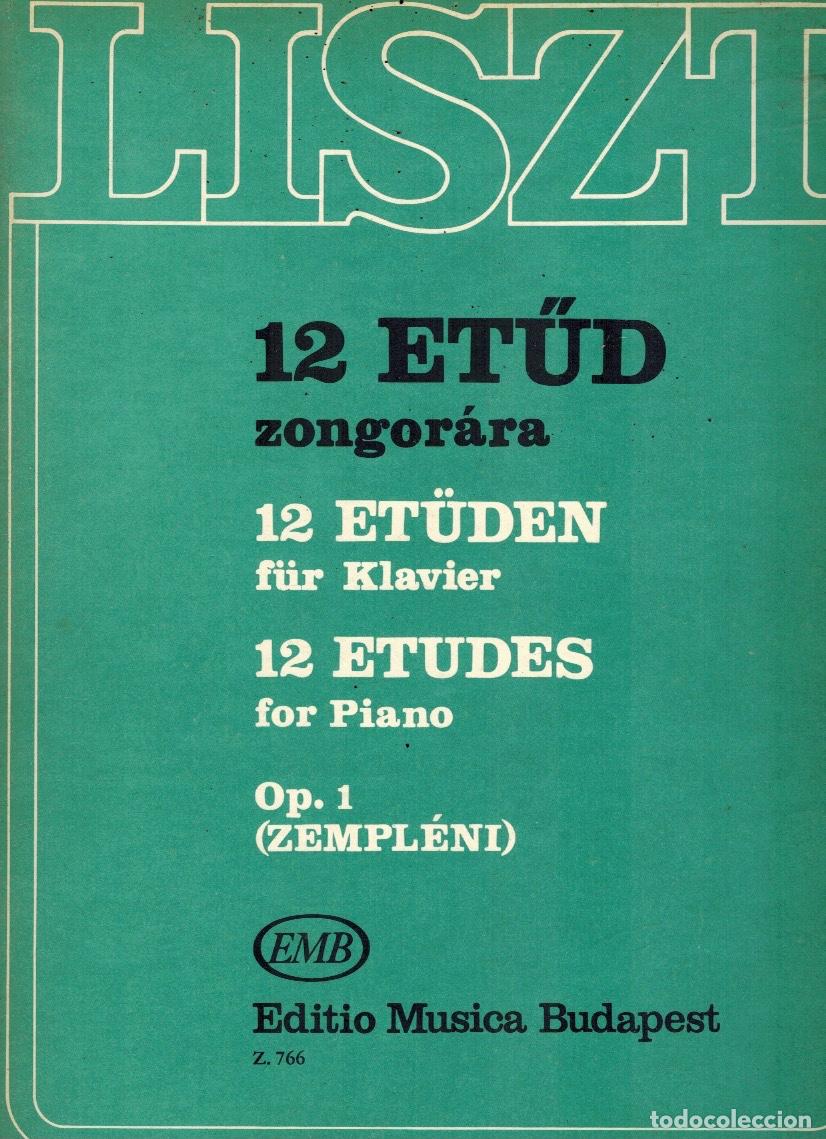 LISZT
12 ETŰD
zongorára
12 ETÜDEN
für Klavier
12 ETUDES
for Piano
Op. 1
(ZEMPLÉNI)
EMB
Editio Musica Budapest
Z. 766
todocoleccion